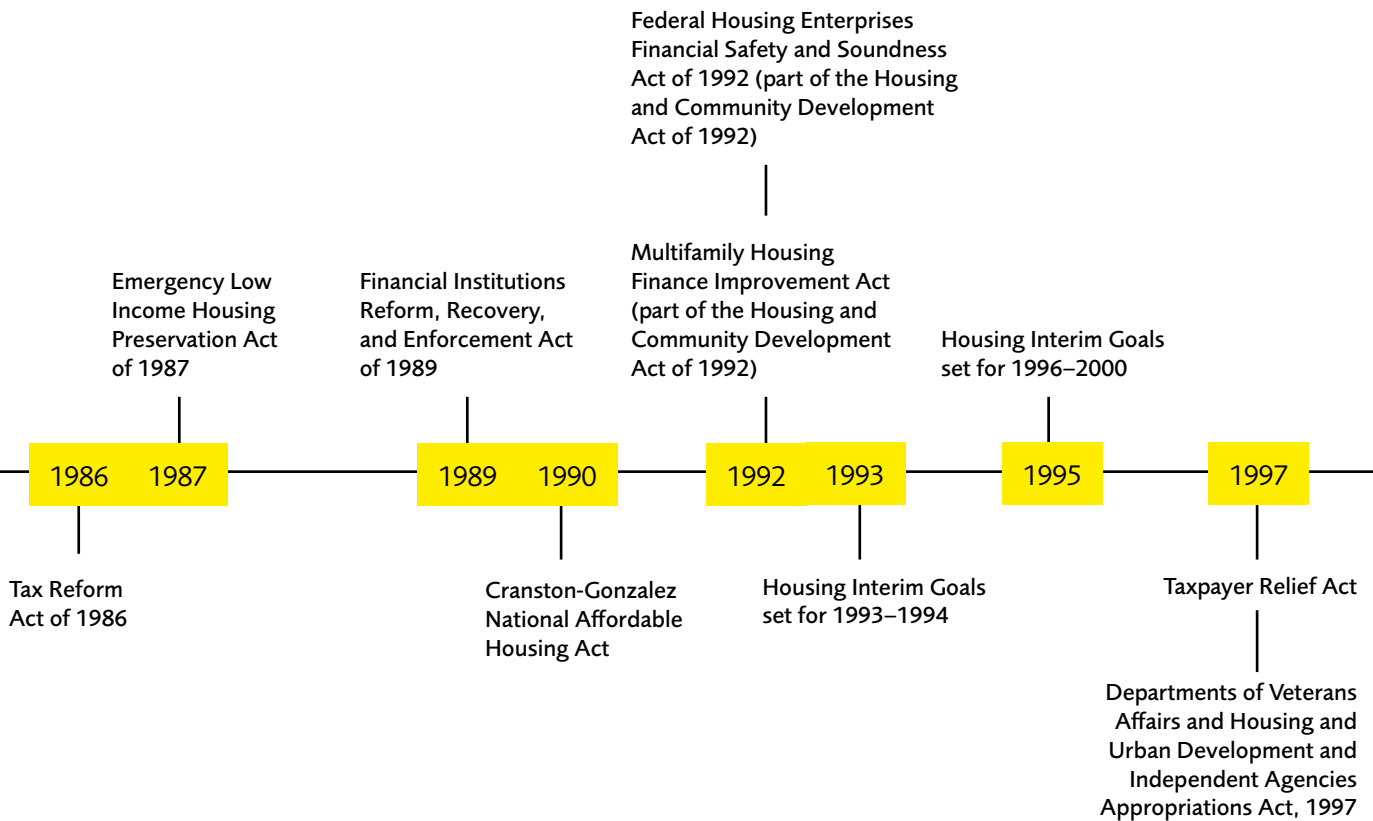 Federal Housing Enterprises
Financial Safety and Soundness
Act of 1992 (part of the Housing
and Community Development
Act of 1992)
Multifamily Housing
Finance Improvement Act
(part of the Housing and
Community Development
Act of 1992)
Emergency Low
Income Housing
Preservation Act
of 1987
Financial Institutions
Reform, Recovery,
and Enforcement Act
of 1989
Housing Interim Goals
set for 1996–2000
1986 1987 1989 1990 1992 1993 1995 1997
Tax Reform
Act of 1986
Cranston-Gonzalez
National Affordable
Housing Act
Housing Interim Goals
set for 1993–1994
Taxpayer Relief Act
Departments of Veterans
Affairs and Housing and
Urban Development and
Independent Agencies
Appropriations Act, 1997